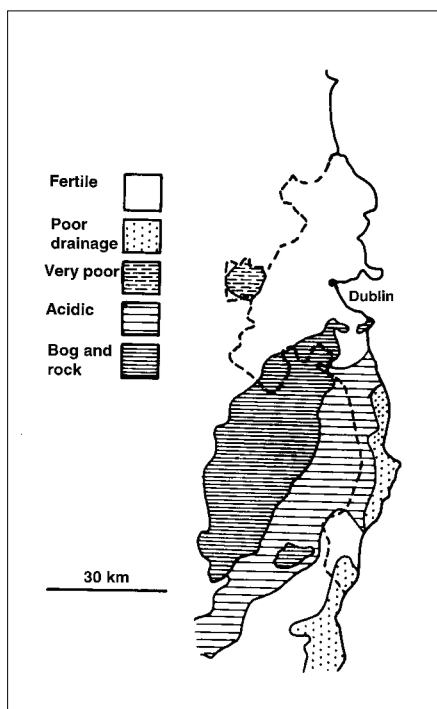 Fertile
Poor
drainage
Very poor
Acidic
Bog and
rock
Dublin
30 km